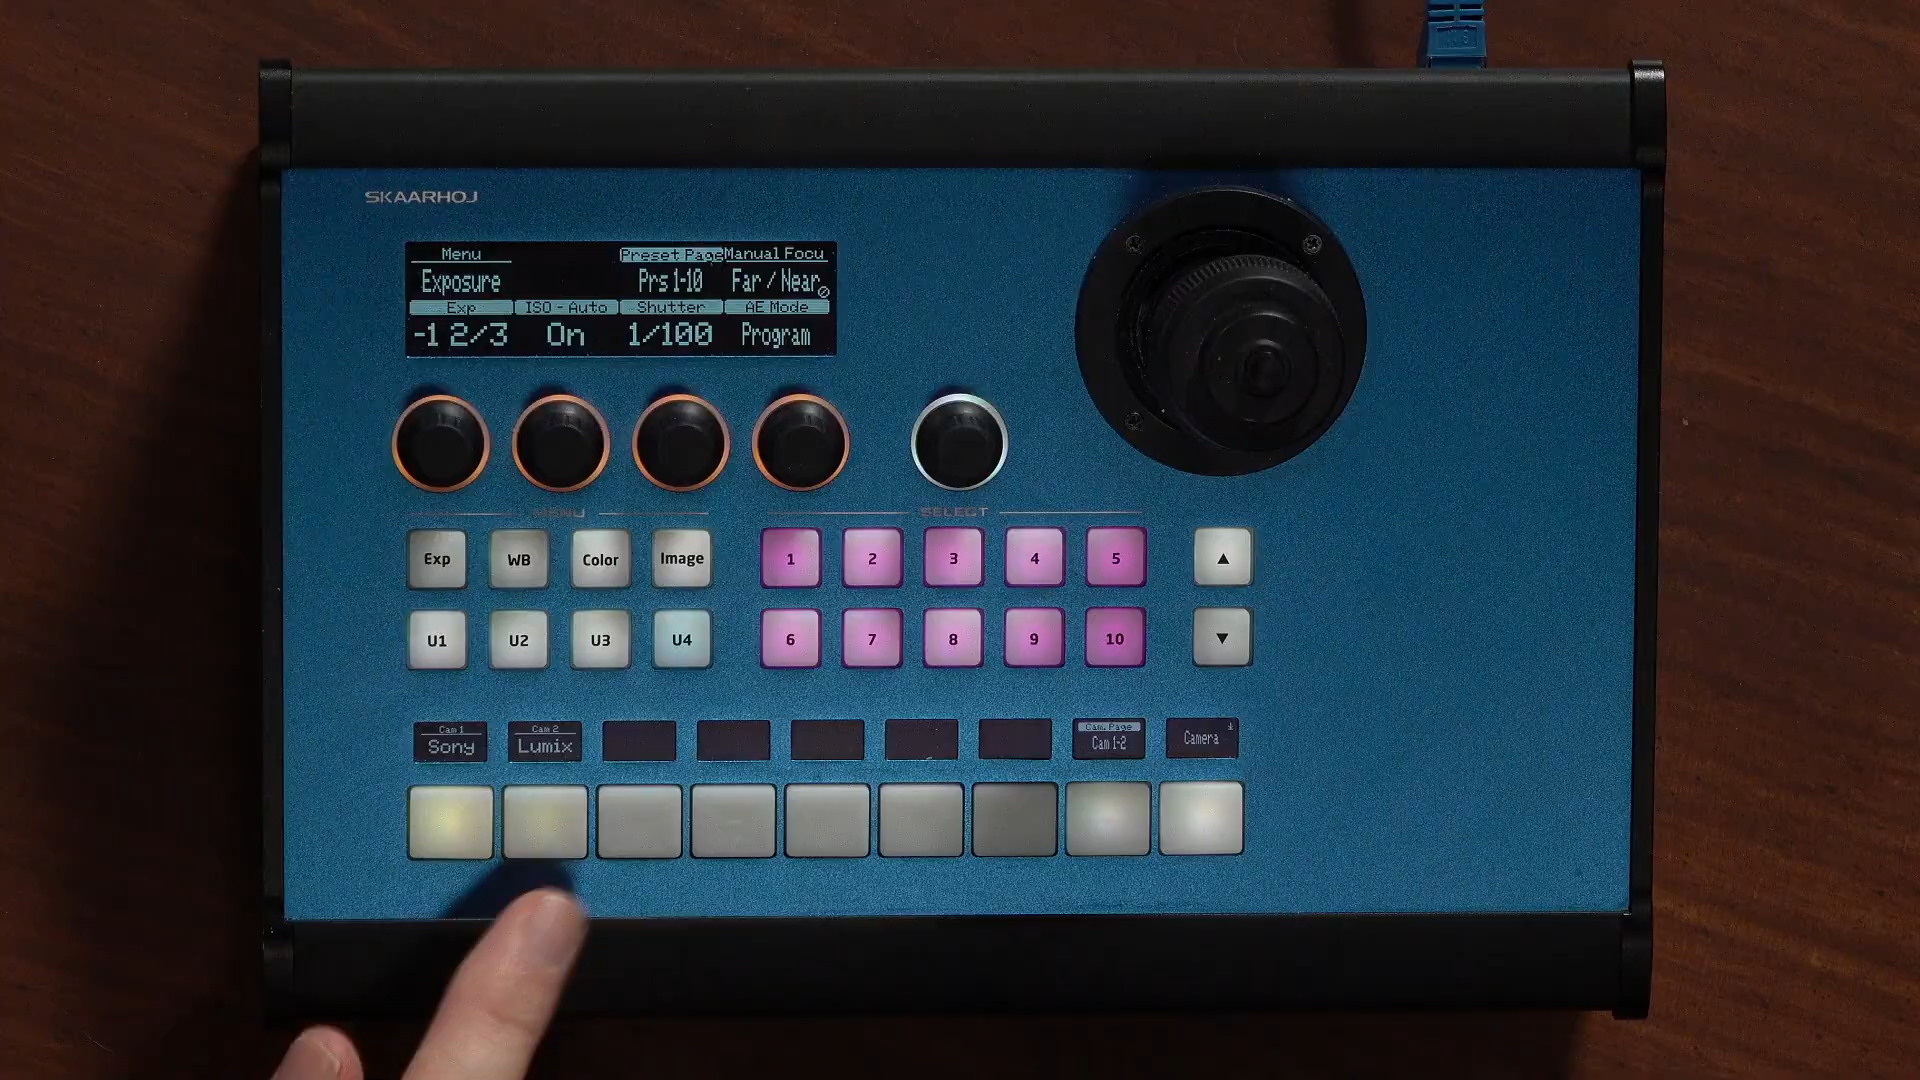 SKAARHOJ
Menu Preset Page Manual Focu
Exposure Prs 1-10 Far / Near
Exp ISO - Auto Shutter AE Mode
-1 2/3 On 1/100 Program
MENU SELECT
Exp WB Color Image 1 2 3 4 5 ▲
U1 U2 U3 U4 6 7 8 9 10 ▼
Cam 1 Cam 2 Cam. Page
Sony Lumix Cam 1-2 Camera